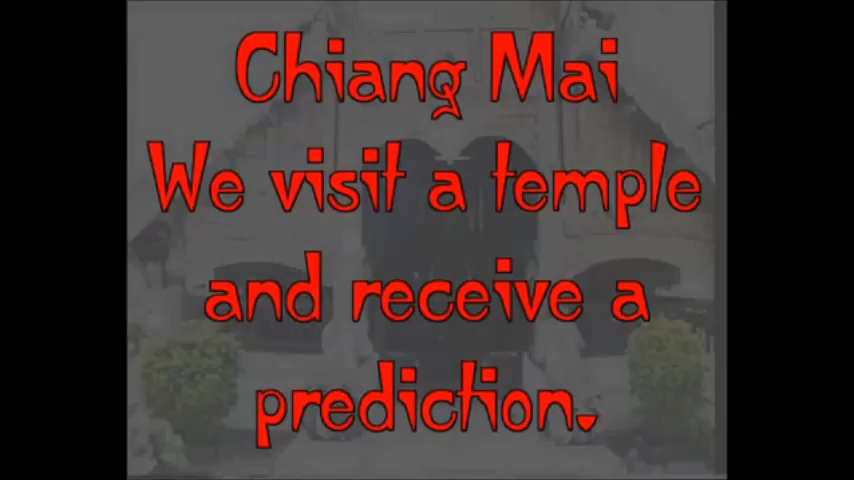 Chiang Mai
We visit a temple
and receive a
prediction.